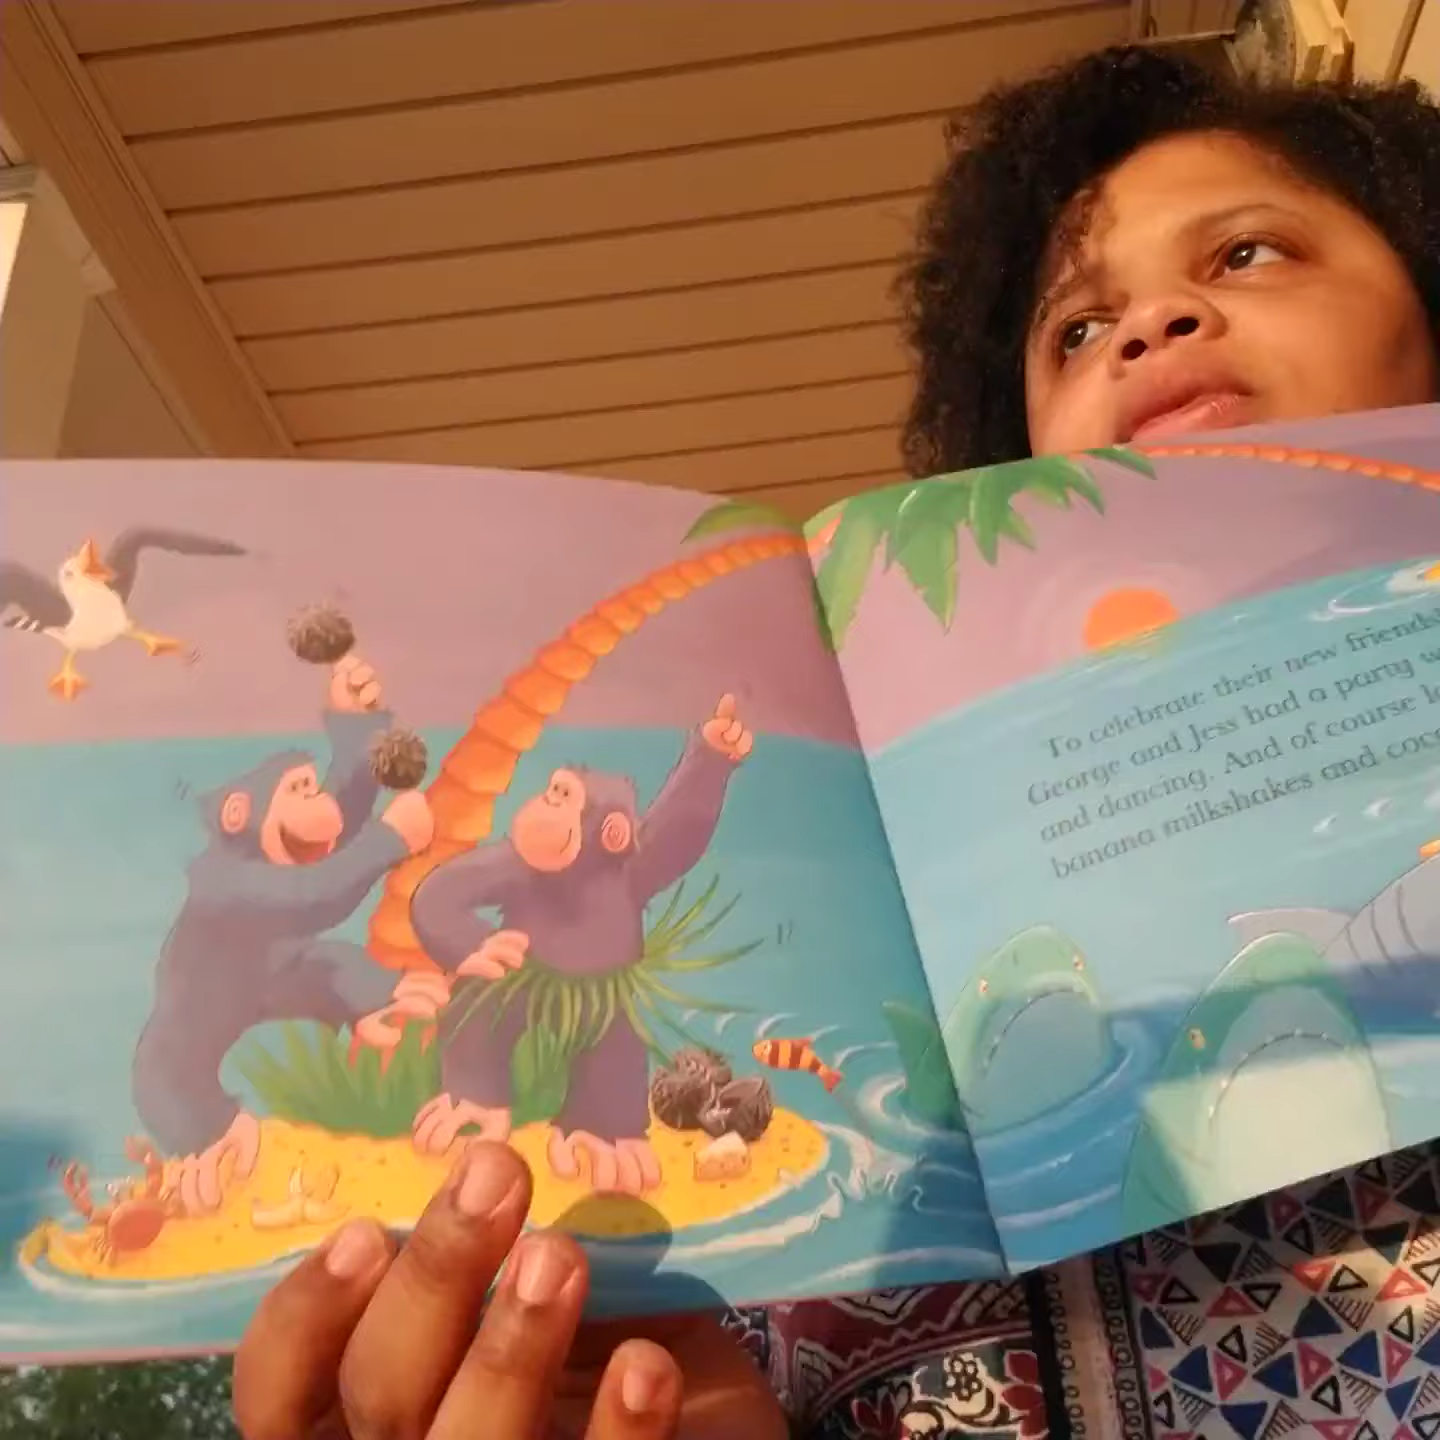 To celebrate their new
George and Jess had a party
and dancing. And of course
banana milkshakes and